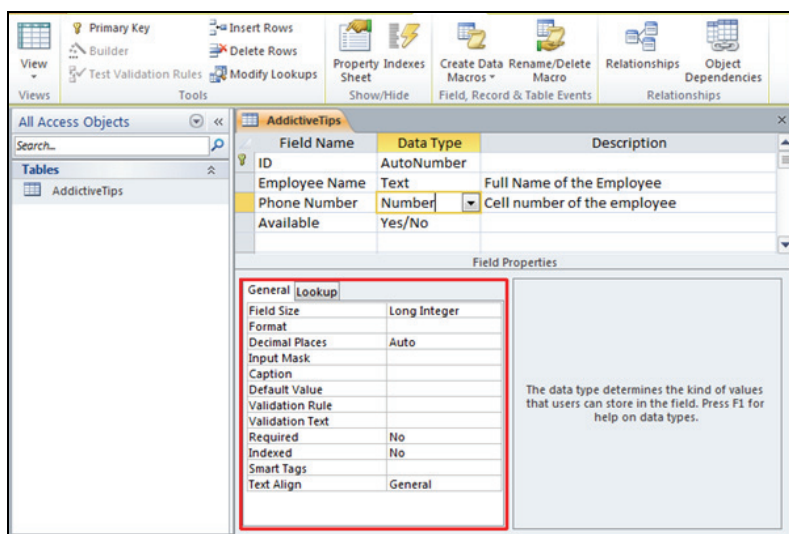 Primary Key
Builder
Test Validation Rules
Insert Rows
Delete Rows
Modify Lookups
View
Property Sheet
Indexes
Create Data Macros
Rename/Delete Macro
Relationships
Object Dependencies
Views
Tools
Show/Hide
Field, Record & Table Events
Relationships
All Access Objects
Search...
Tables
AddictiveTips
AddictiveTips
Field Name Data Type Description
ID AutoNumber
Employee Name Text Full Name of the Employee
Phone Number Number Cell number of the employee
Available Yes/No
Field Properties
General Lookup
Field Size Long Integer
Format
Decimal Places Auto
Input Mask
Caption
Default Value
Validation Rule
Validation Text
Required No
Indexed No
Smart Tags
Text Align General
The data type determines the kind of values
that users can store in the field. Press F1 for
help on data types.